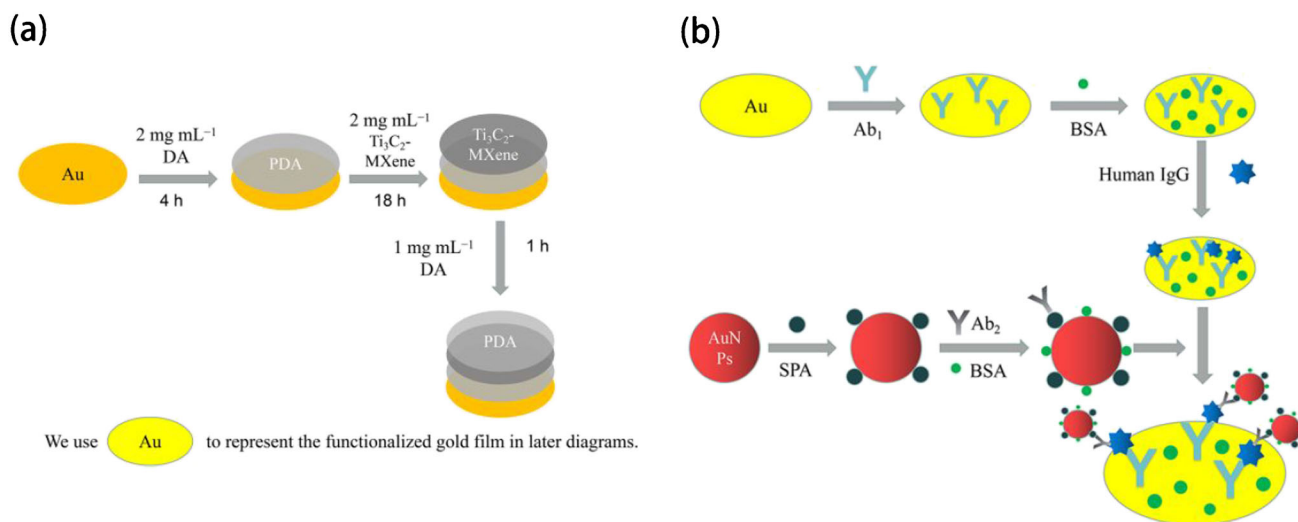 (a)
2 mg mL⁻¹
DA
Au
4 h
PDA
2 mg mL⁻¹
Ti₃C₂-
MXene
18 h
Ti₃C₂-
MXene
1 mg mL⁻¹
DA
1 h
PDA
We use Au to represent the functionalized gold film in later diagrams.
(b)
Au
Ab₁
BSA
Human IgG
AuN
Ps
SPA
Ab₂
BSA